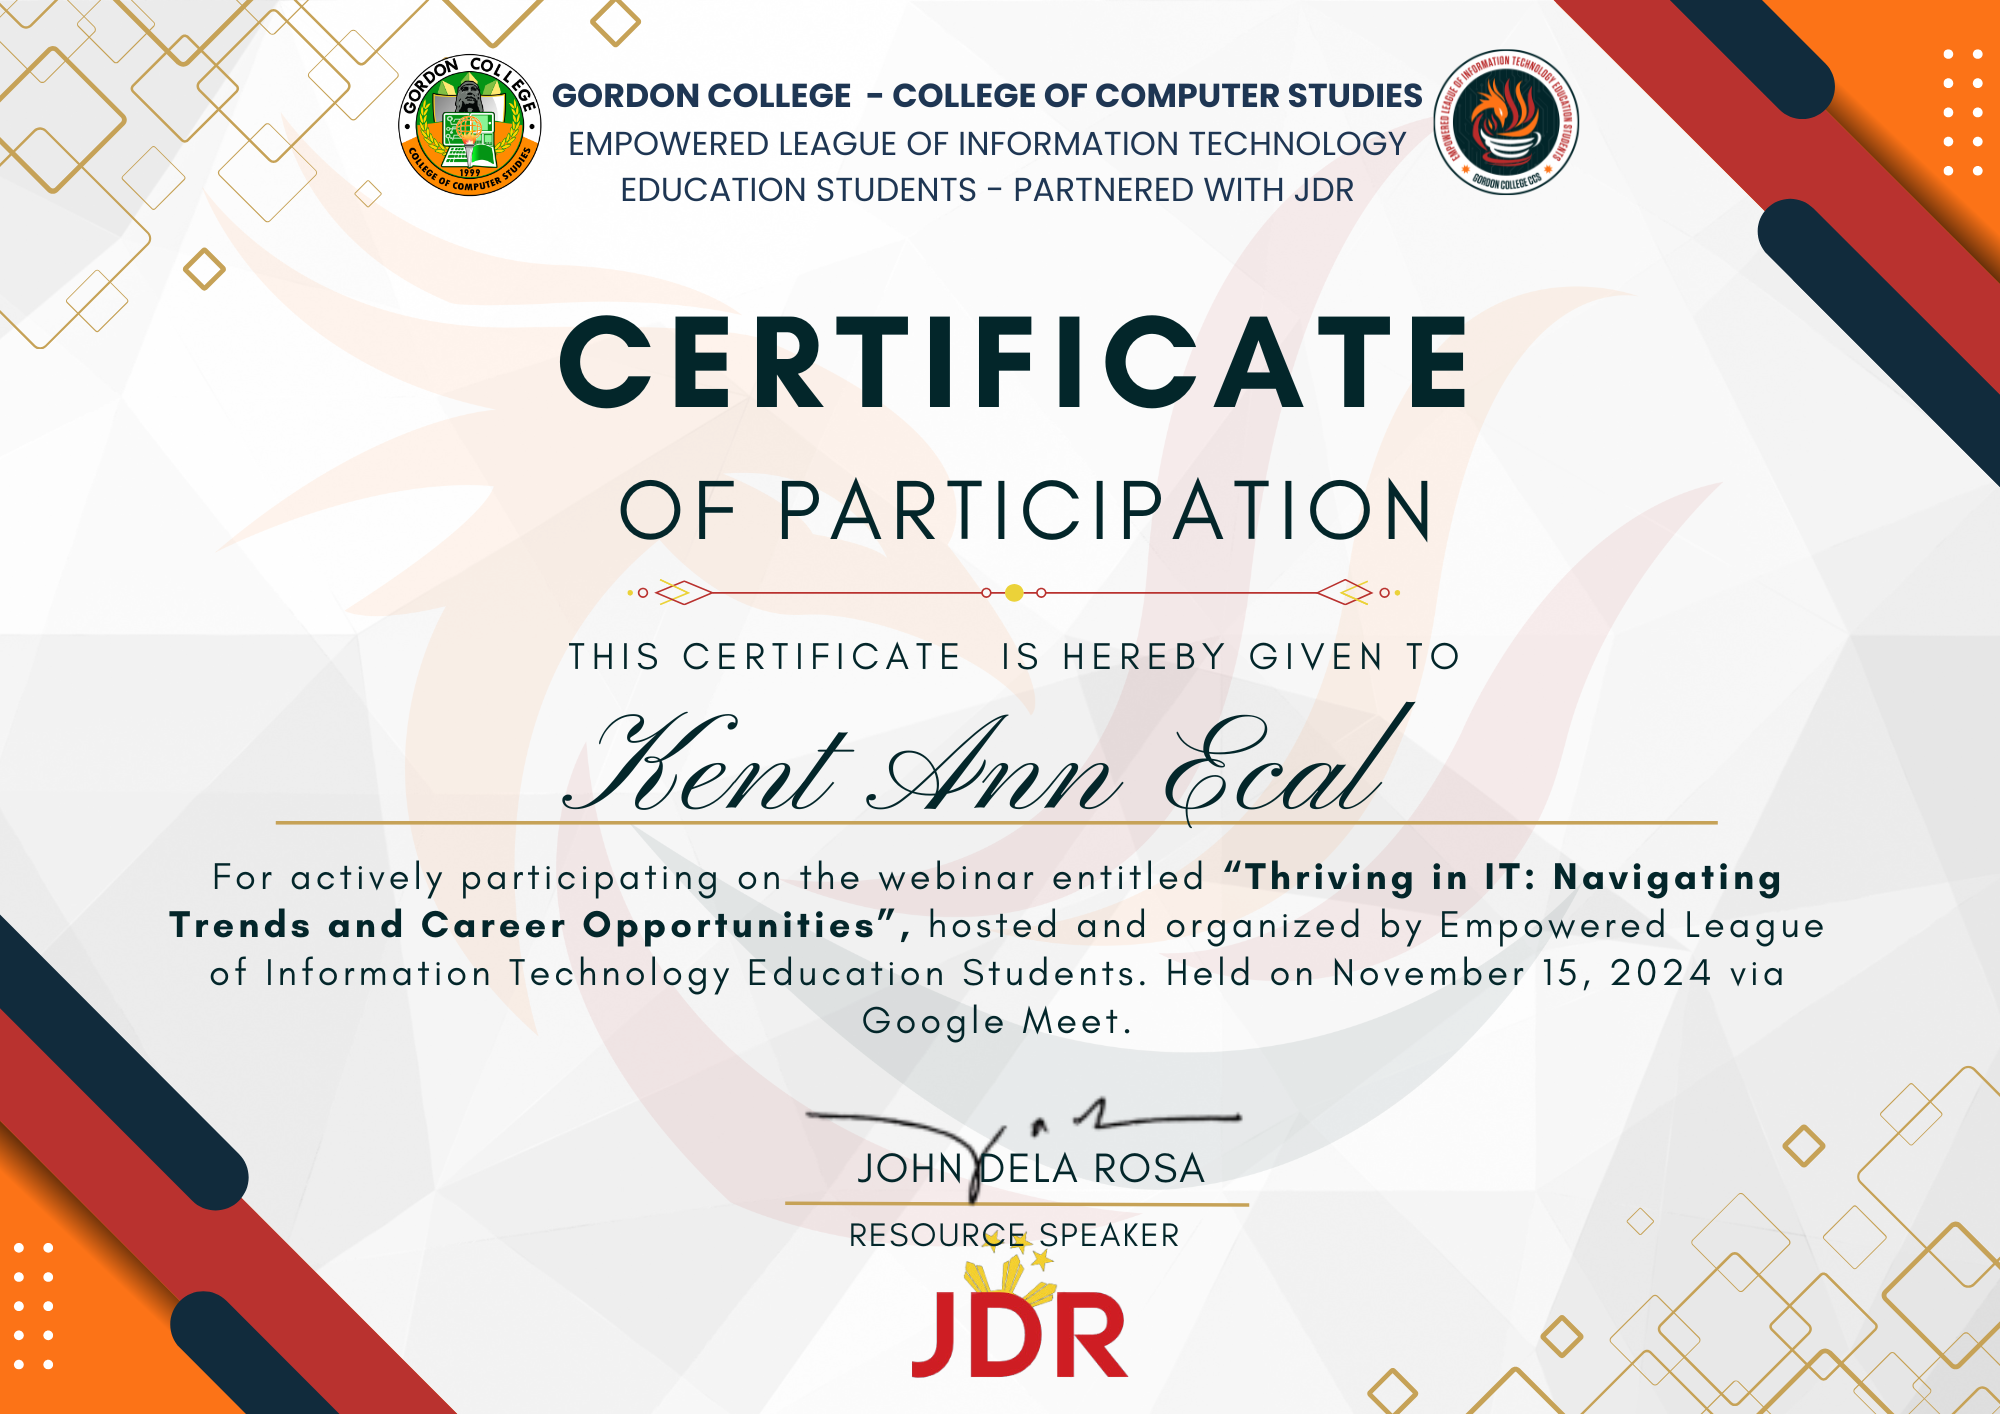 GORDON COLLEGE
COLLEGE OF COMPUTER STUDIES
1999
GORDON COLLEGE - COLLEGE OF COMPUTER STUDIES
EMPOWERED LEAGUE OF INFORMATION TECHNOLOGY
EDUCATION STUDENTS - PARTNERED WITH JDR
EMPOWERED LEAGUE OF INFORMATION TECHNOLOGY EDUCATION STUDENTS
GORDON COLLEGE CCS
CERTIFICATE
OF PARTICIPATION
THIS CERTIFICATE IS HEREBY GIVEN TO
Kent Ann Ecal
For actively participating on the webinar entitled “Thriving in IT: Navigating
Trends and Career Opportunities”, hosted and organized by Empowered League
of Information Technology Education Students. Held on November 15, 2024 via
Google Meet.
JOHN DELA ROSA
RESOURCE SPEAKER
JDR